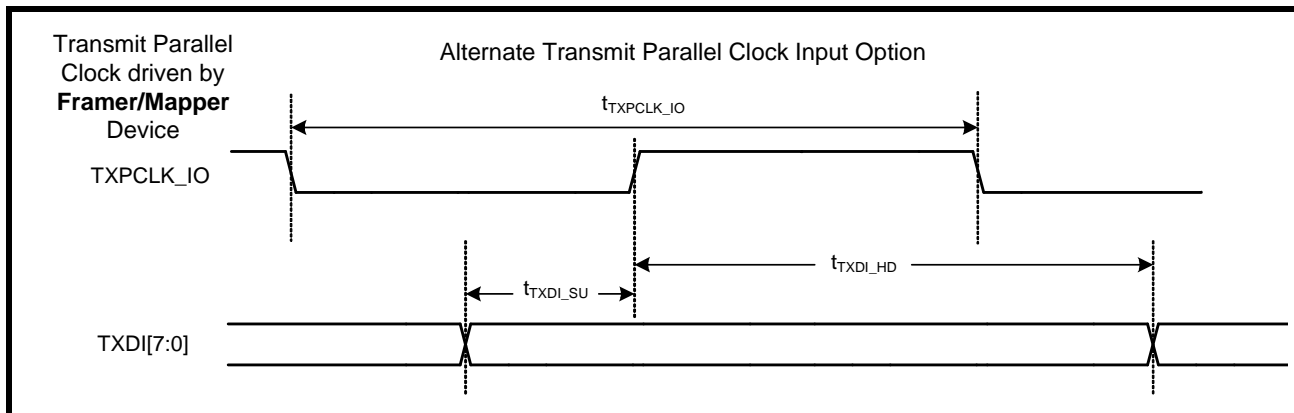 Transmit Parallel
Clock driven by
Framer/Mapper
Device
Alternate Transmit Parallel Clock Input Option
tTXPCLK_IO
TXPCLK_IO
tTXDI_HD
tTXDI_SU
TXDI[7:0]